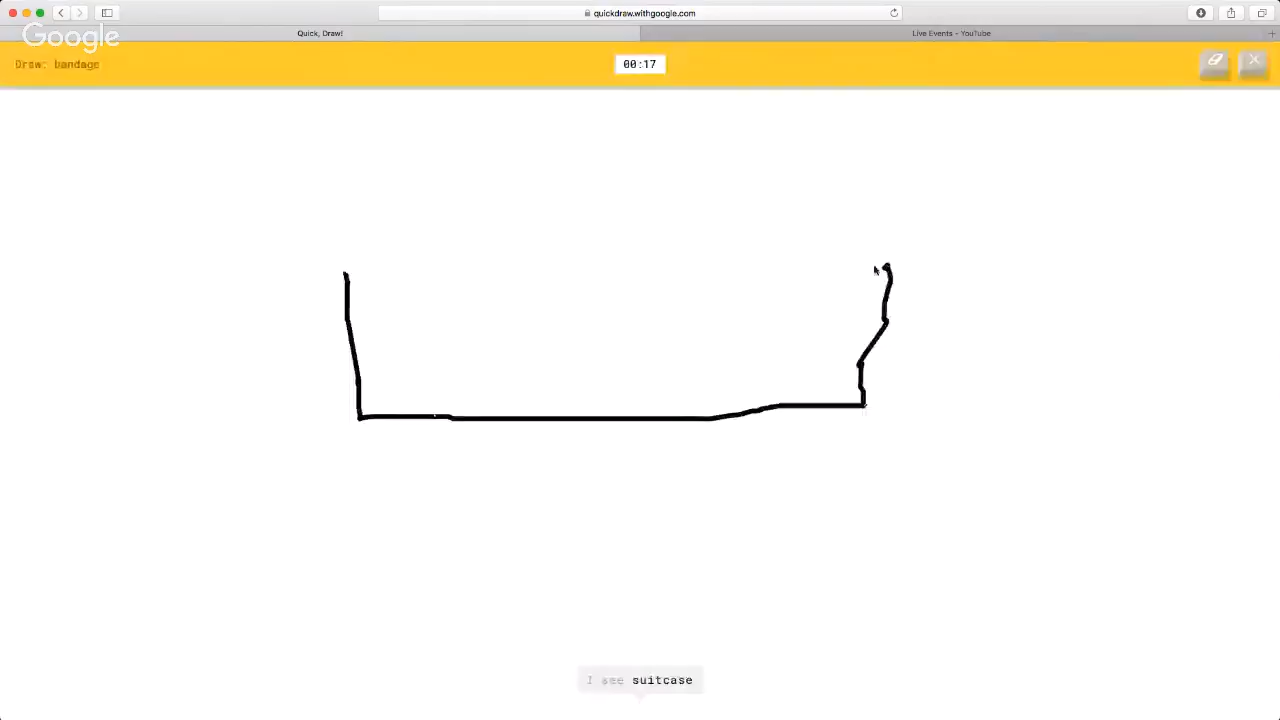 quickdraw.withgoogle.com
Quick, Draw!
Live Events - YouTube
Google
Draw: bandage
00:17
I see suitcase